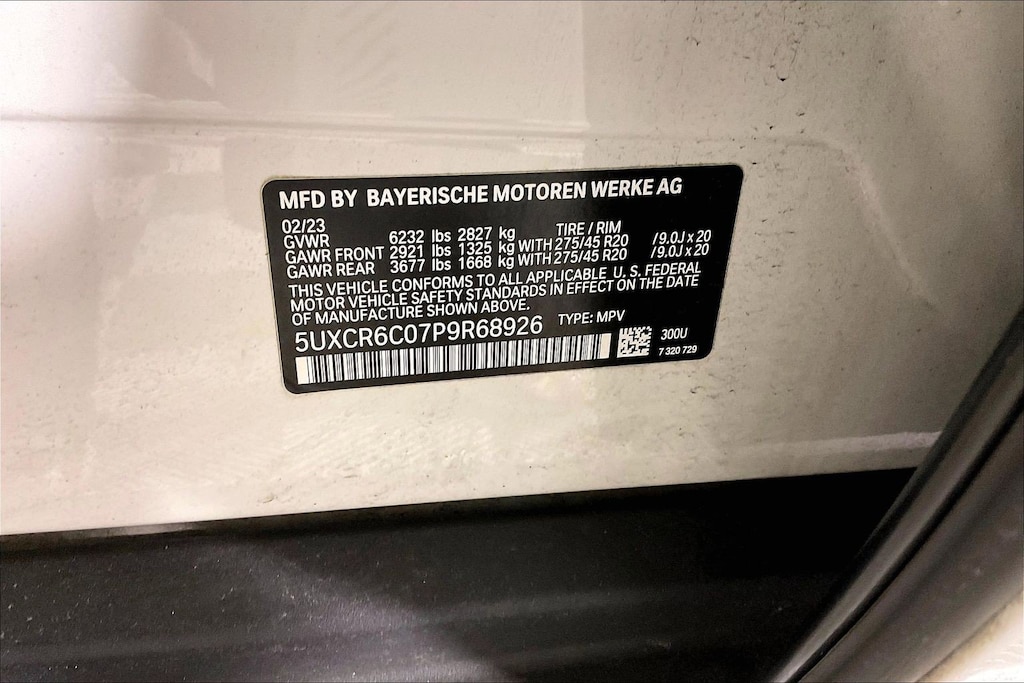 MFD BY BAYERISCHE MOTOREN WERKE AG
02/23 TIRE / RIM
GVWR 6232 lbs 2827 kg
GAWR FRONT 2921 lbs 1325 kg WITH 275/45 R20 /9.0J x 20
GAWR REAR 3677 lbs 1668 kg WITH 275/45 R20 /9.0J x 20
THIS VEHICLE CONFORMS TO ALL APPLICABLE U. S. FEDERAL
MOTOR VEHICLE SAFETY STANDARDS IN EFFECT ON THE DATE
OF MANUFACTURE SHOWN ABOVE.
5UXCR6C07P9R68926 TYPE: MPV
300U
7 320 729